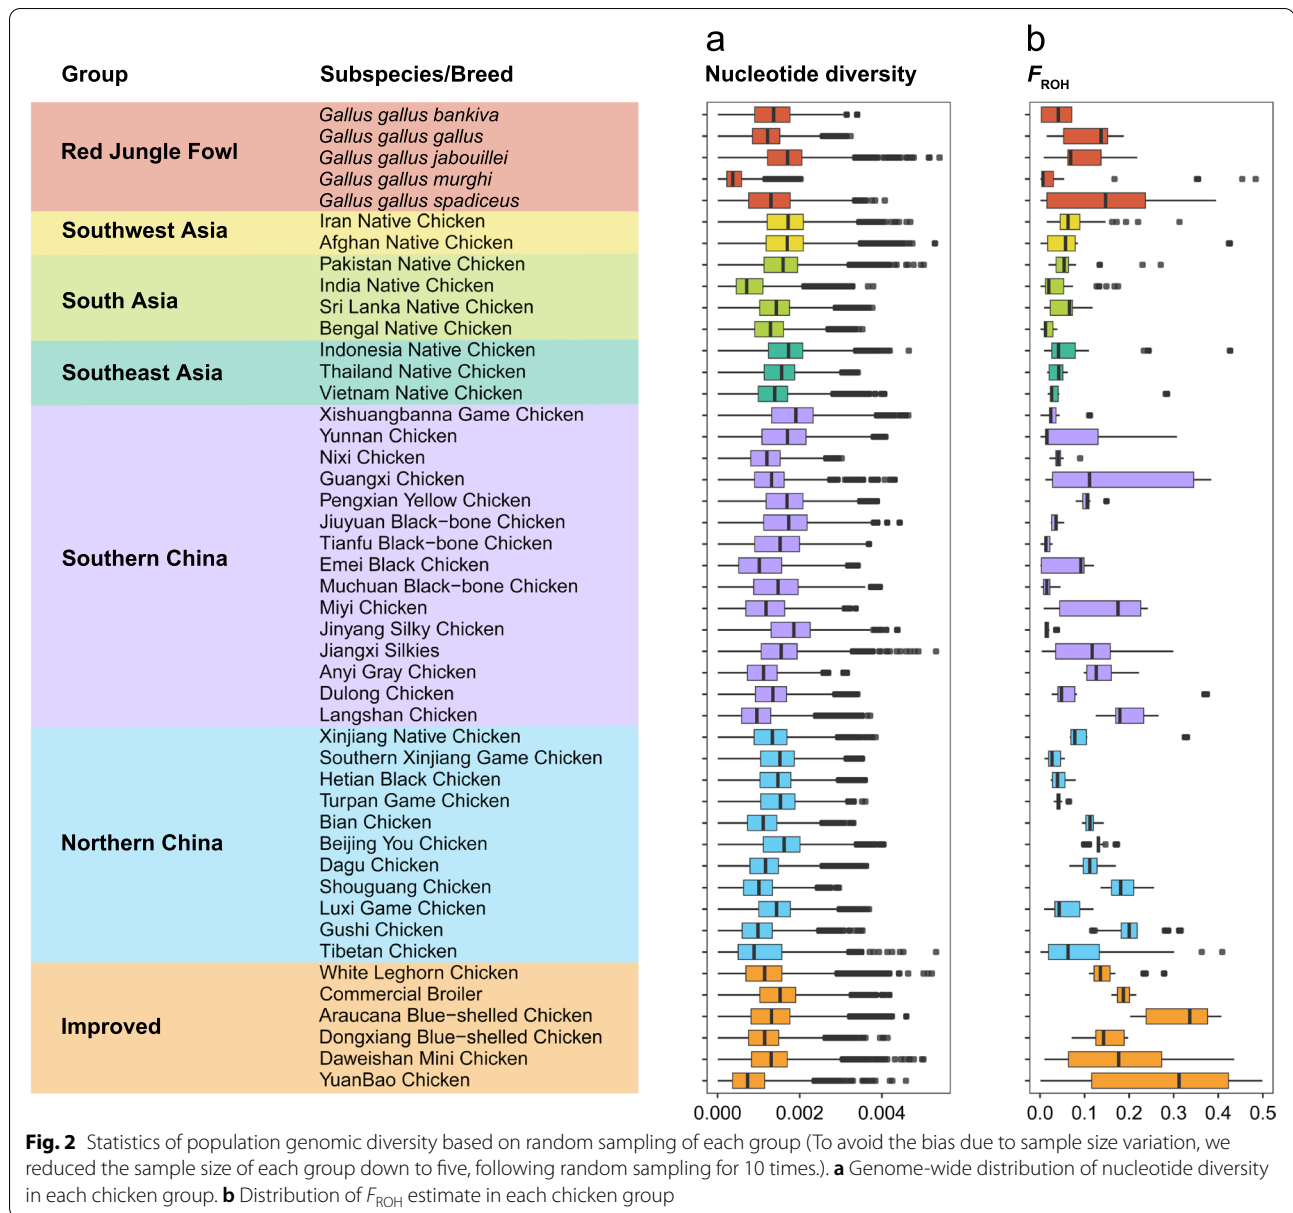 a
b
Group
Subspecies/Breed
Nucleotide diversity
F_ROH
Red Jungle Fowl
Gallus gallus bankiva
Gallus gallus gallus
Gallus gallus jabouillei
Gallus gallus murghi
Gallus gallus spadiceus
Southwest Asia
Iran Native Chicken
Afghan Native Chicken
South Asia
Pakistan Native Chicken
India Native Chicken
Sri Lanka Native Chicken
Bengal Native Chicken
Southeast Asia
Indonesia Native Chicken
Thailand Native Chicken
Vietnam Native Chicken
Southern China
Xishuangbanna Game Chicken
Yunnan Chicken
Nixi Chicken
Guangxi Chicken
Pengxian Yellow Chicken
Jiuyuan Black−bone Chicken
Tianfu Black−bone Chicken
Emei Black Chicken
Muchuan Black−bone Chicken
Miyi Chicken
Jinyang Silky Chicken
Jiangxi Silkies
Anyi Gray Chicken
Dulong Chicken
Langshan Chicken
Northern China
Xinjiang Native Chicken
Southern Xinjiang Game Chicken
Hetian Black Chicken
Turpan Game Chicken
Bian Chicken
Beijing You Chicken
Dagu Chicken
Shouguang Chicken
Luxi Game Chicken
Gushi Chicken
Tibetan Chicken
Improved
White Leghorn Chicken
Commercial Broiler
Araucana Blue−shelled Chicken
Dongxiang Blue−shelled Chicken
Daweishan Mini Chicken
YuanBao Chicken
0.000 0.002 0.004
0.0 0.1 0.2 0.3 0.4 0.5
Fig. 2 Statistics of population genomic diversity based on random sampling of each group (To avoid the bias due to sample size variation, we
reduced the sample size of each group down to five, following random sampling for 10 times.). a Genome-wide distribution of nucleotide diversity
in each chicken group. b Distribution of F_ROH estimate in each chicken group